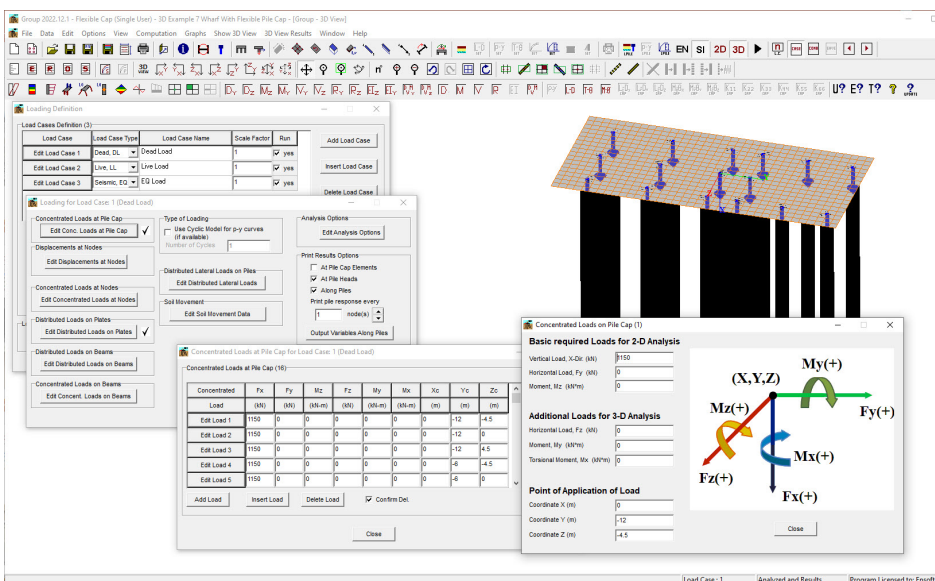 Group 2022.12.1 - Flexible Cap (Single User) - 3D Example 7 Wharf With Flexible Pile Cap - [Group - 3D View]
File Data Edit Options View Computation Graphs Show 3D View 3D View Results Window Help
EN SI 2D 3D
E R O S 3D VIEW
U? E? T? ?
Loading Definition
Load Cases Definition (3)
Load Case Load Case Type Load Case Name Scale Factor Run
Edit Load Case 1 Dead, DL Dead Load 1 yes
Edit Load Case 2 Live, LL Live Load 1 yes
Edit Load Case 3 Seismic, EQ EQ Load 1 yes
Add Load Case
Insert Load Case
Delete Load Case
Loading for Load Case: 1 (Dead Load)
Concentrated Loads at Pile Cap
Edit Conc. Loads at Pile Cap
Displacements at Nodes
Edit Displacements at Nodes
Concentrated Loads at Nodes
Edit Concentrated Loads at Nodes
Distributed Loads on Plates
Edit Distributed Loads on Plates
Distributed Loads on Beams
Edit Distributed Loads on Beams
Concentrated Loads on Beams
Edit Concent. Loads on Beams
Type of Loading
Use Cyclic Model for p-y curves
(if available)
Number of Cycles 1
Distributed Lateral Loads on Piles
Edit Distributed Lateral Loads
Soil Movement
Edit Soil Movement Data
Analysis Options
Edit Analysis Options
Print Results Options
At Pile Cap Elements
At Pile Heads
Along Piles
Print pile response every
1 node(s)
Output Variables Along Piles
Concentrated Loads at Pile Cap for Load Case: 1 (Dead Load)
Concentrated Loads at Pile Cap (16)
Concentrated Fx Fy Mz Fz My Mx Xc Yc Zc
Load (kN) (kN) (kN-m) (kN) (kN-m) (kN-m) (m) (m) (m)
Edit Load 1 1150 0 0 0 0 0 0 -12 -4.5
Edit Load 2 1150 0 0 0 0 0 0 -12 0
Edit Load 3 1150 0 0 0 0 0 0 -12 4.5
Edit Load 4 1150 0 0 0 0 0 0 -6 -4.5
Edit Load 5 1150 0 0 0 0 0 0 -6 0
Add Load Insert Load Delete Load Confirm Del.
Close
Concentrated Loads on Pile Cap (1)
Basic required Loads for 2-D Analysis
Vertical Load, X-Dir. (kN) 1150
Horizontal Load, Fy (kN) 0
Moment, Mz (kN*m) 0
Additional Loads for 3-D Analysis
Horizontal Load, Fz (kN) 0
Moment, My (kN*m) 0
Torsional Moment, Mx (kN*m) 0
Point of Application of Load
Coordinate X (m) 0
Coordinate Y (m) -12
Coordinate Z (m) -4.5
My(+)
(X,Y,Z)
Mz(+)
Fy(+)
Mx(+)
Fz(+)
Fx(+)
Close
Load Case : 1 Analyzed and Results Program Licensed to: Ensoft